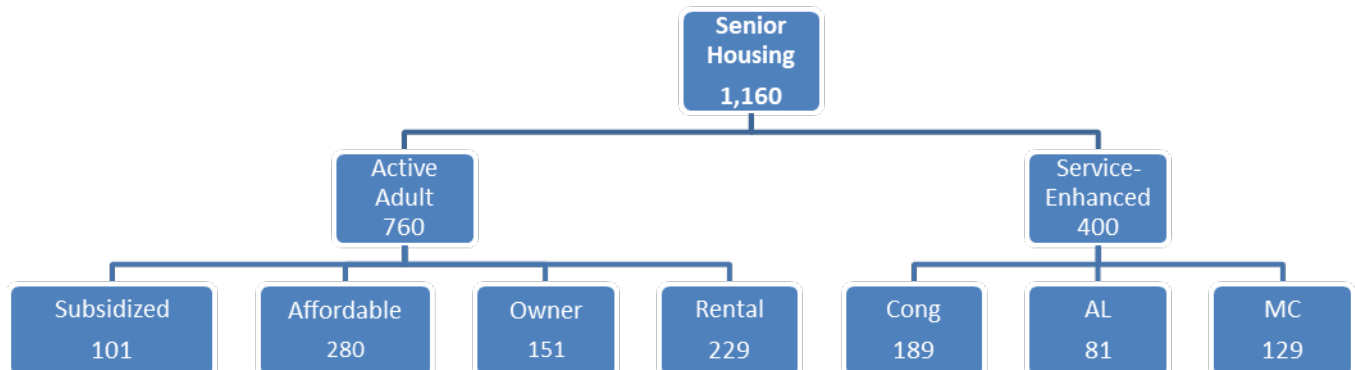 Senior
Housing
1,160
Active
Adult
760
Service-
Enhanced
400
Subsidized
101
Affordable
280
Owner
151
Rental
229
Cong
189
AL
81
MC
129